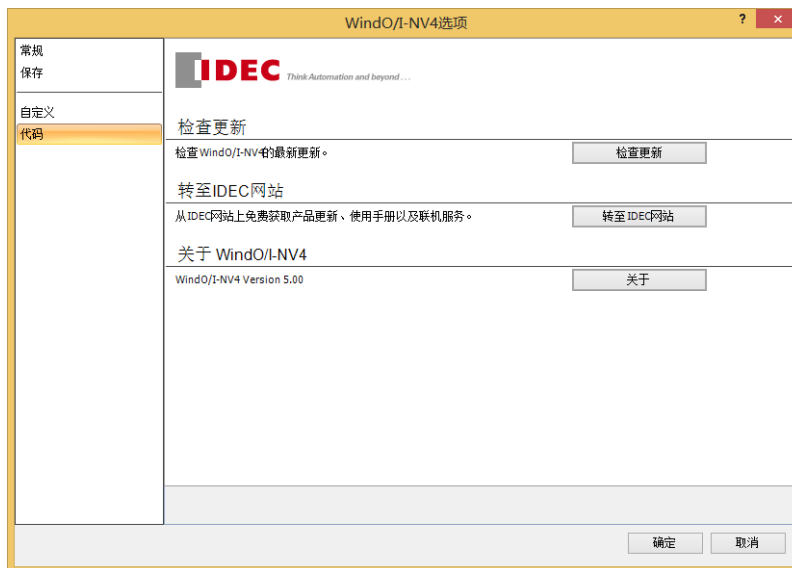 WindO/I-NV4选项
?
×
常规
保存
自定义
代码
IDEC Think Automation and beyond...
检查更新
检查WindO/I-NV4的最新更新。
检查更新
转至IDEC网站
从IDEC网站上免费获取产品更新、使用手册以及联机服务。
转至IDEC网站
关于 WindO/I-NV4
WindO/I-NV4 Version 5.00
关于
确定
取消